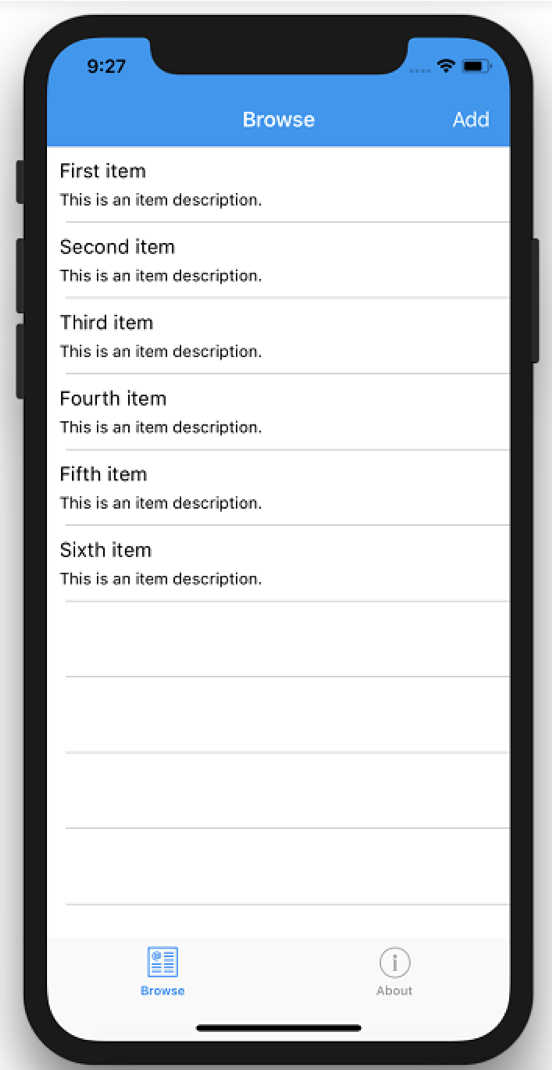 9:27
Browse
Add
First item
This is an item description.
Second item
This is an item description.
Third item
This is an item description.
Fourth item
This is an item description.
Fifth item
This is an item description.
Sixth item
This is an item description.
Browse
About